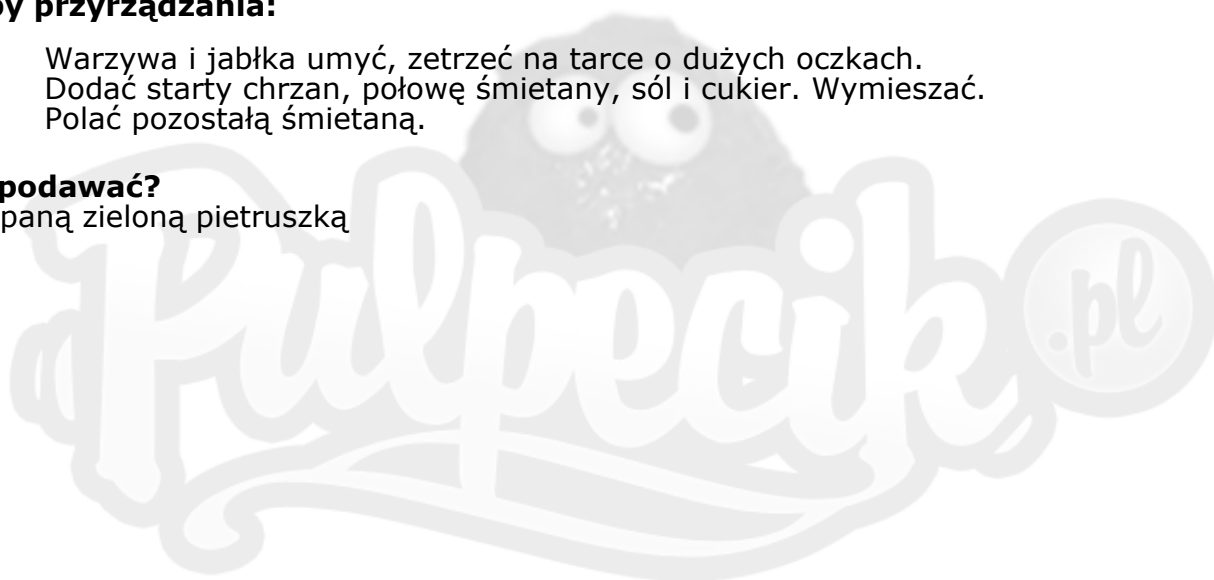 by przyrządzania:
Warzywa i jabłka umyć, zetrzeć na tarce o dużych oczkach.
Dodać starty chrzan, połowę śmietany, sól i cukier. Wymieszać.
Polać pozostałą śmietaną.
podawać?
paną zieloną pietruszką
Pulpecik.pl